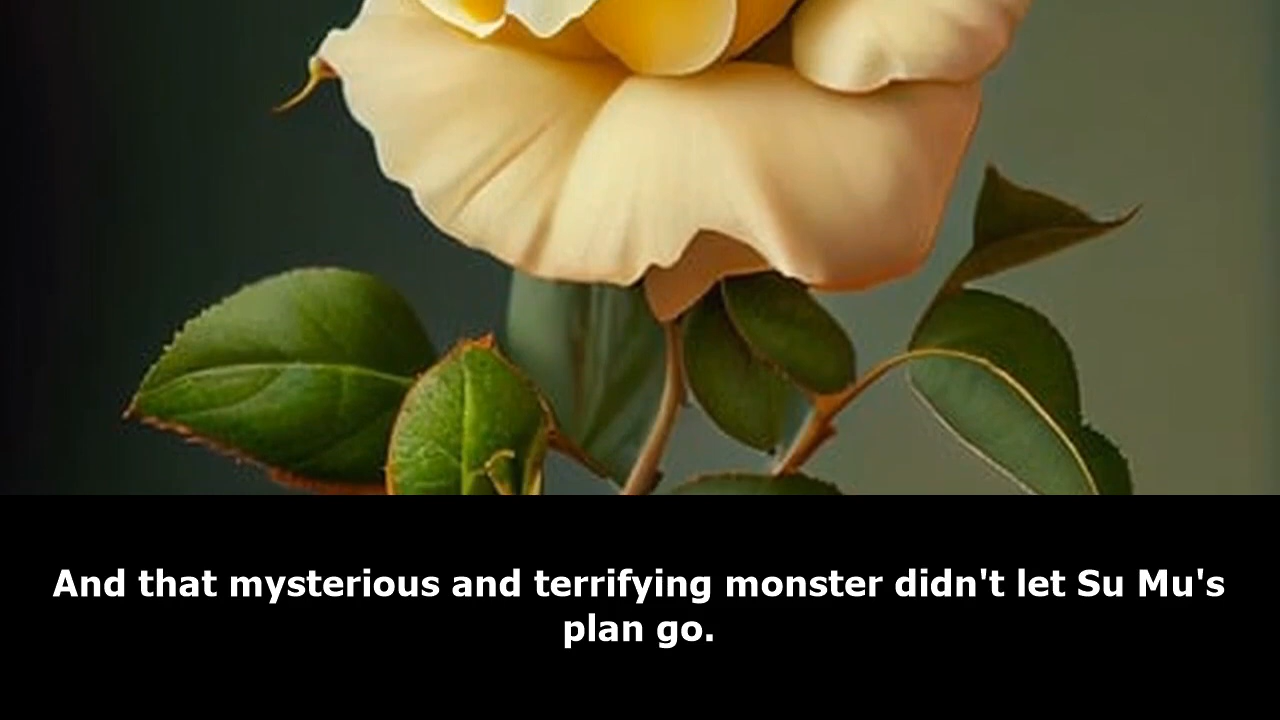 And that mysterious and terrifying monster didn't let Su Mu's
plan go.